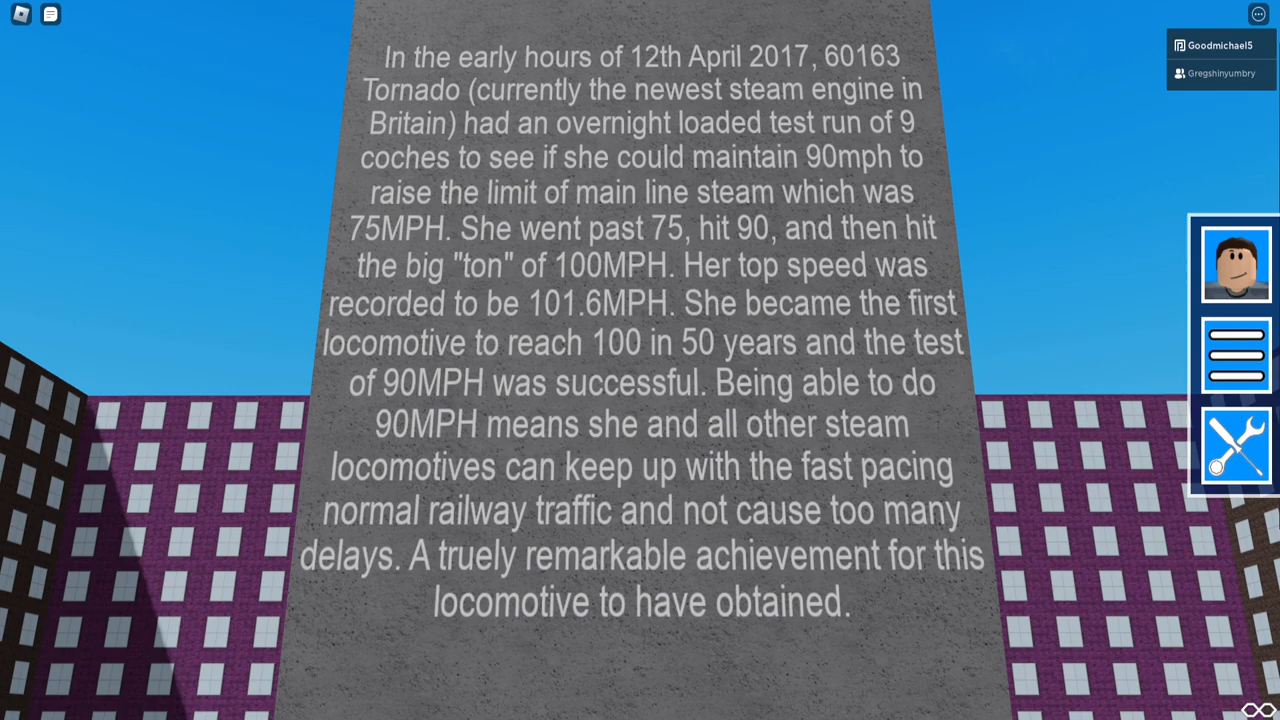 In the early hours of 12th April 2017, 60163
Tornado (currently the newest steam engine in
Britain) had an overnight loaded test run of 9
coches to see if she could maintain 90mph to
raise the limit of main line steam which was
75MPH. She went past 75, hit 90, and then hit
the big "ton" of 100MPH. Her top speed was
recorded to be 101.6MPH. She became the first
locomotive to reach 100 in 50 years and the test
of 90MPH was successful. Being able to do
90MPH means she and all other steam
locomotives can keep up with the fast pacing
normal railway traffic and not cause too many
delays. A truely remarkable achievement for this
locomotive to have obtained.
Goodmichael5
Gregshinyumbry